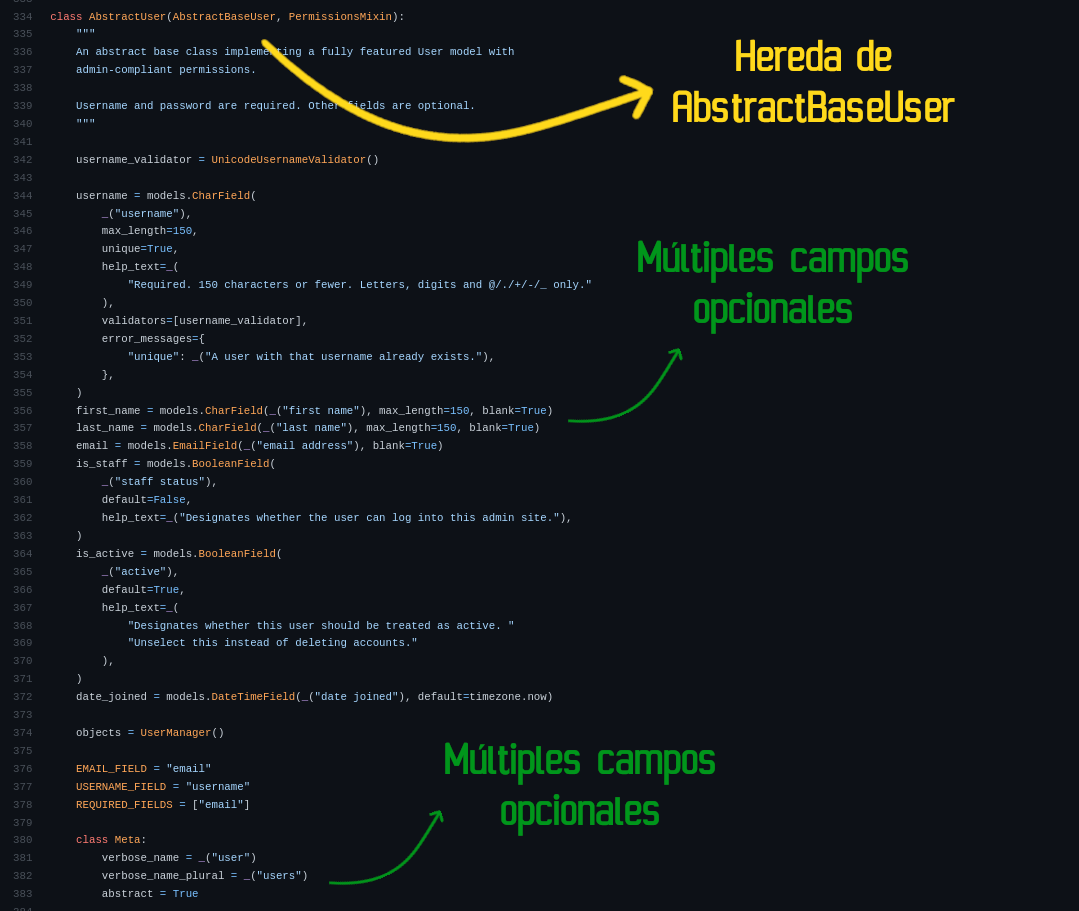 334 class AbstractUser(AbstractBaseUser, PermissionsMixin):
335 """
336 An abstract base class implementing a fully featured User model with
337 admin-compliant permissions.
338
339 Username and password are required. Other fields are optional.
340 """
341
342 username_validator = UnicodeUsernameValidator()
343
344 username = models.CharField(
345 _("username"),
346 max_length=150,
347 unique=True,
348 help_text=_(
349 "Required. 150 characters or fewer. Letters, digits and @/./+/-/_ only."
350 ),
351 validators=[username_validator],
352 error_messages={
353 "unique": _("A user with that username already exists."),
354 },
355 )
356 first_name = models.CharField(_("first name"), max_length=150, blank=True)
357 last_name = models.CharField(_("last name"), max_length=150, blank=True)
358 email = models.EmailField(_("email address"), blank=True)
359 is_staff = models.BooleanField(
360 _("staff status"),
361 default=False,
362 help_text=_("Designates whether the user can log into this admin site."),
363 )
364 is_active = models.BooleanField(
365 _("active"),
366 default=True,
367 help_text=_(
368 "Designates whether this user should be treated as active. "
369 "Unselect this instead of deleting accounts."
370 ),
371 )
372 date_joined = models.DateTimeField(_("date joined"), default=timezone.now)
373
374 objects = UserManager()
375
376 EMAIL_FIELD = "email"
377 USERNAME_FIELD = "username"
378 REQUIRED_FIELDS = ["email"]
379
380 class Meta:
381 verbose_name = _("user")
382 verbose_name_plural = _("users")
383 abstract = True
Hereda de
AbstractBaseUser
Múltiples campos
opcionales
Múltiples campos
opcionales